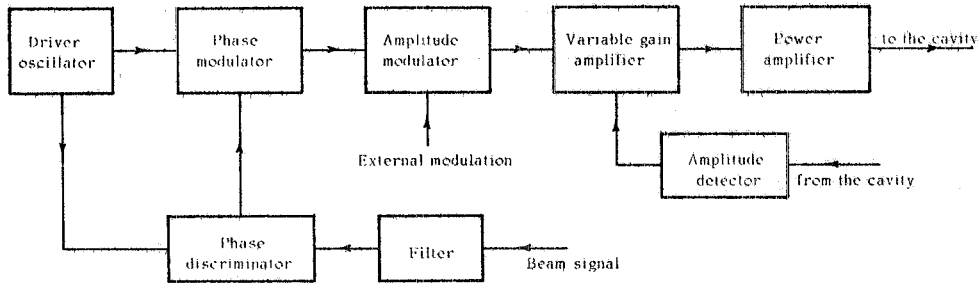 Driver
oscillator
Phase
modulator
Amplitude
modulator
Variable gain
amplifier
Power
amplifier
to the cavity
External modulation
Amplitude
detector
from the cavity
Phase
discriminator
Filter
Beam signal